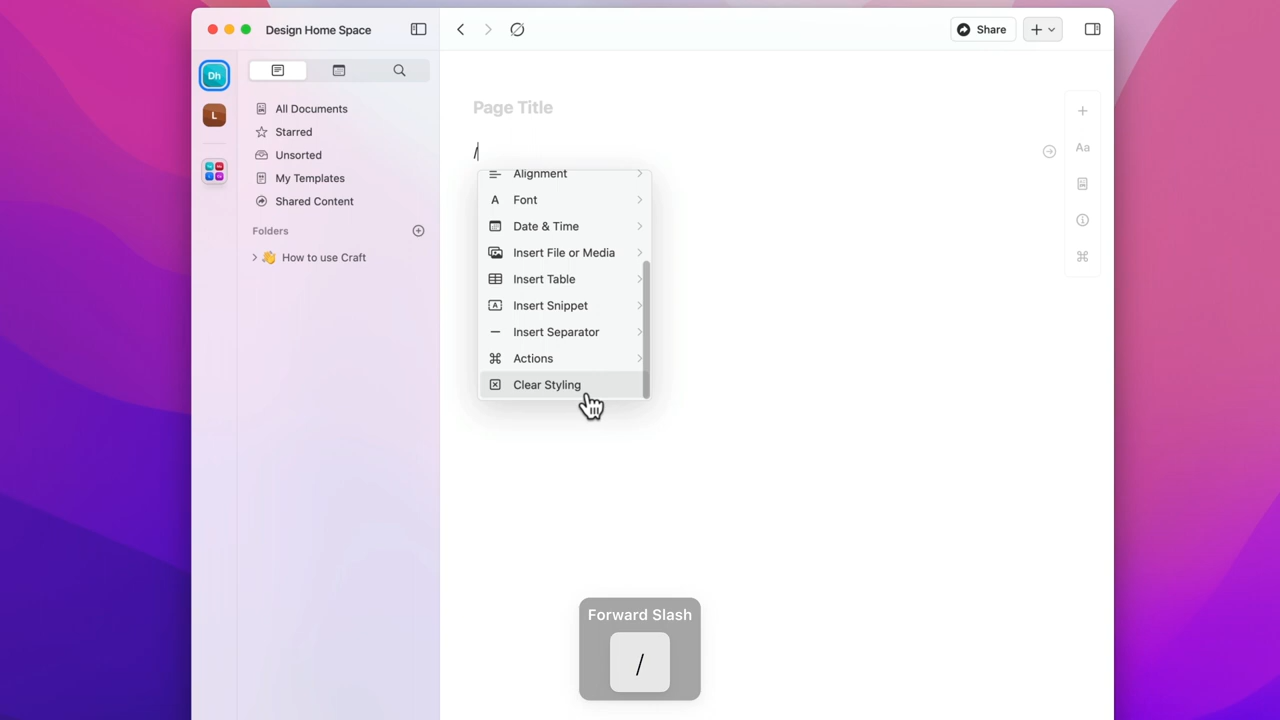 Design Home Space
Share
Dh
L
All Documents
Starred
Unsorted
My Templates
Shared Content
Folders
👋 How to use Craft
Page Title
/
Alignment
A Font
Date & Time
Insert File or Media
Insert Table
A Insert Snippet
Insert Separator
⌘ Actions
Clear Styling
Aa
⌘
Forward Slash
/